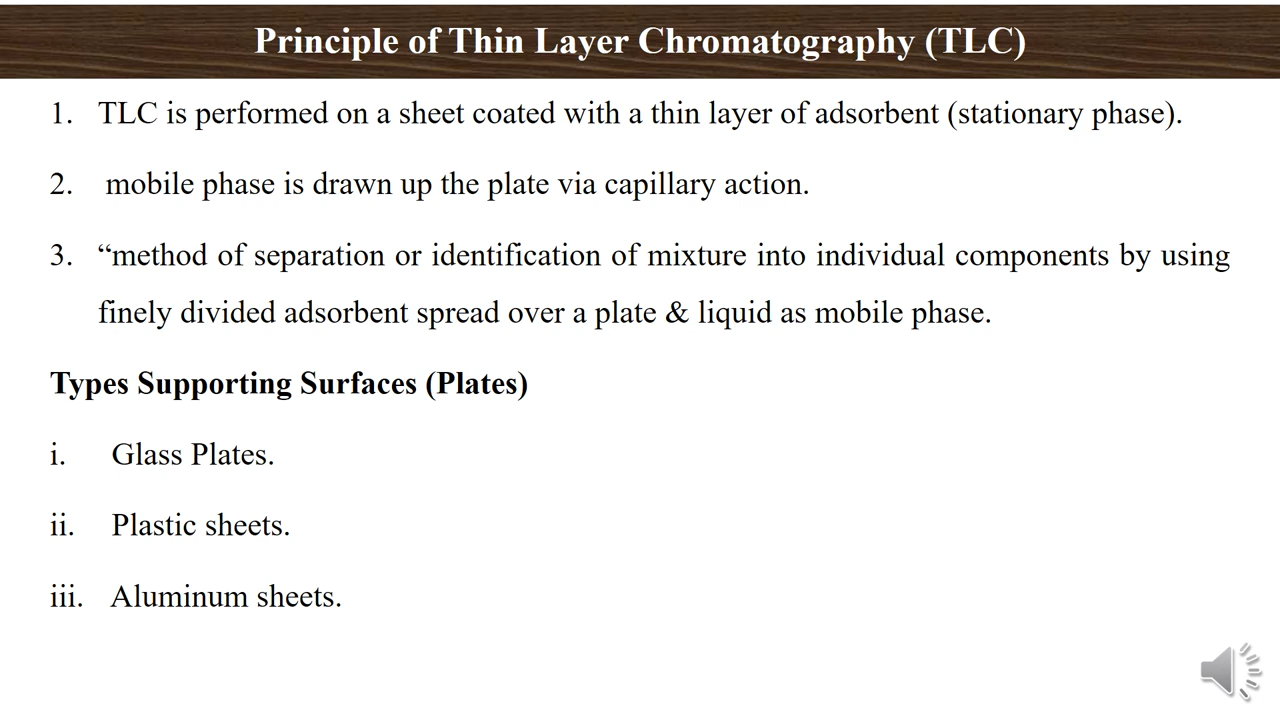 Principle of Thin Layer Chromatography (TLC)
1. TLC is performed on a sheet coated with a thin layer of adsorbent (stationary phase).
2. mobile phase is drawn up the plate via capillary action.
3. “method of separation or identification of mixture into individual components by using
finely divided adsorbent spread over a plate & liquid as mobile phase.
Types Supporting Surfaces (Plates)
i. Glass Plates.
ii. Plastic sheets.
iii. Aluminum sheets.